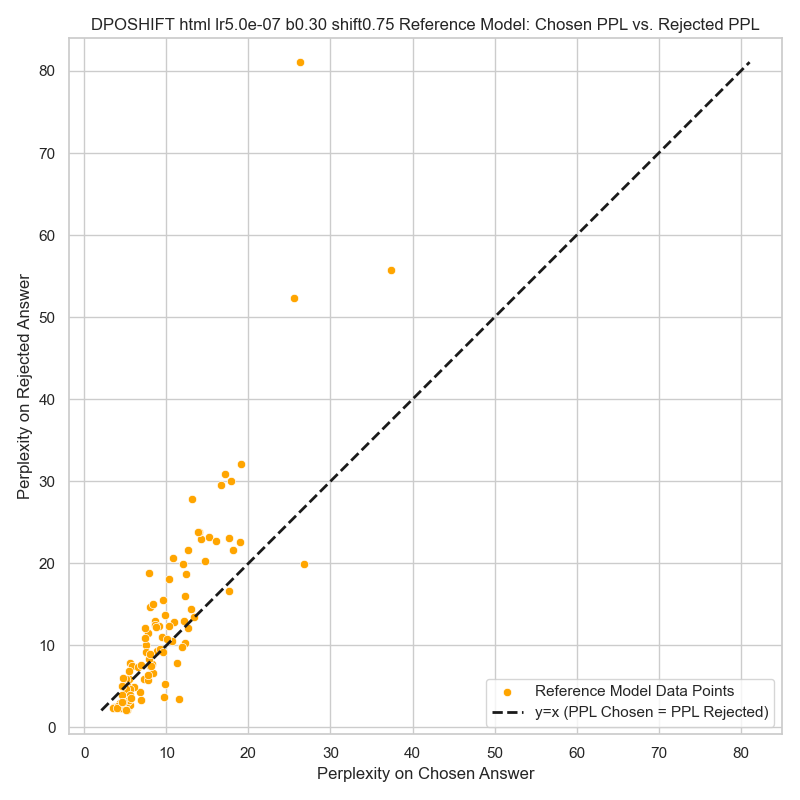 DPOSHIFT html lr5.0e-07 b0.30 shift0.75 Reference Model: Chosen PPL vs. Rejected PPL
80
70
60
50
40
30
20
10
0
Perplexity on Rejected Answer
Reference Model Data Points
y=x (PPL Chosen = PPL Rejected)
0 10 20 30 40 50 60 70 80
Perplexity on Chosen Answer